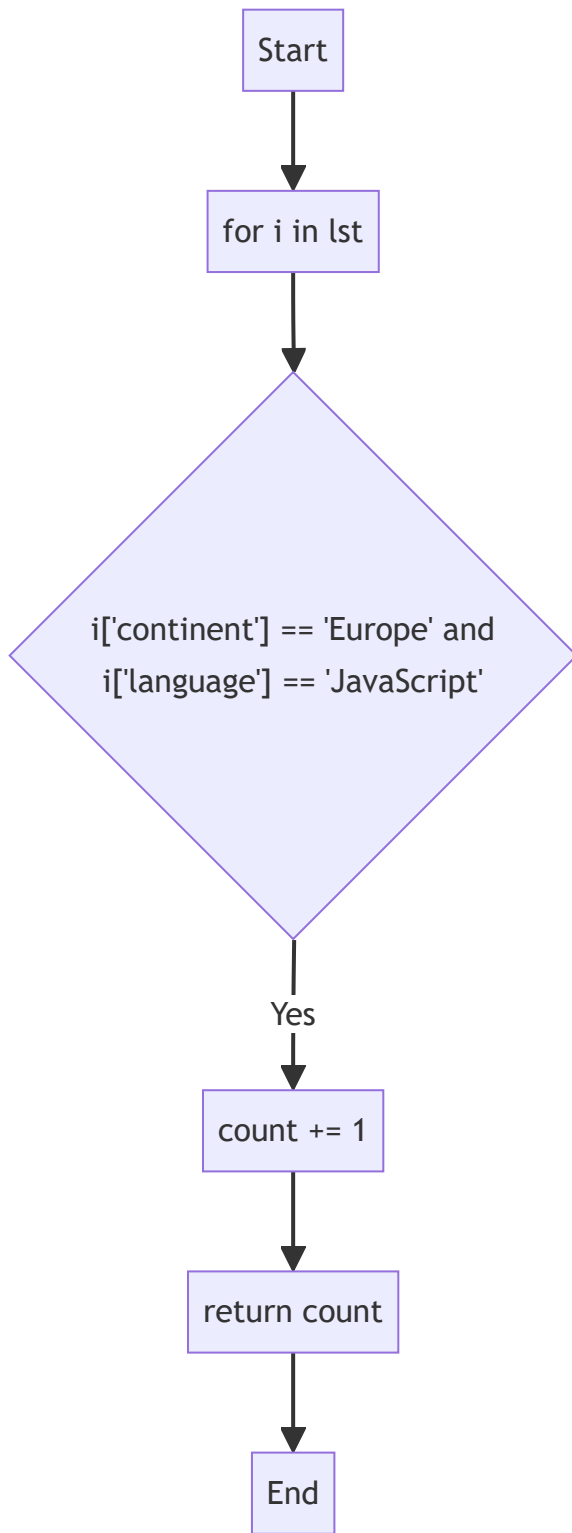 Start
for i in lst
i['continent'] == 'Europe' and
i['language'] == 'JavaScript'
Yes
count += 1
return count
End